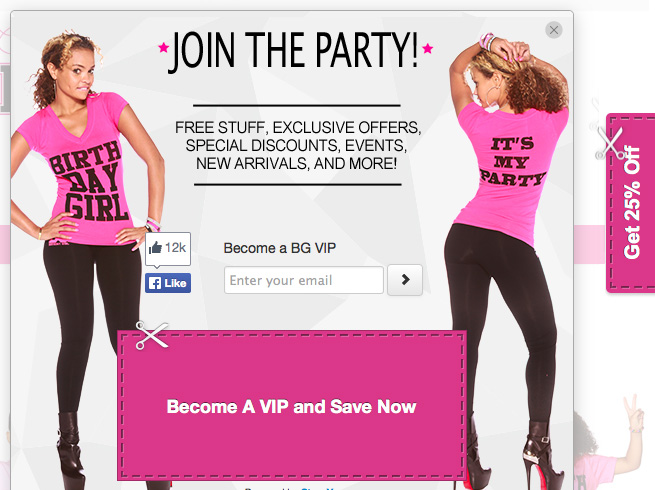 JOIN THE PARTY!
FREE STUFF, EXCLUSIVE OFFERS,
SPECIAL DISCOUNTS, EVENTS,
NEW ARRIVALS, AND MORE!
BIRTH
DAY
GIRL
IT'S
MY
PARTY
Get 25% Off
12k
Like
Become a BG VIP
Enter your email
Become A VIP and Save Now